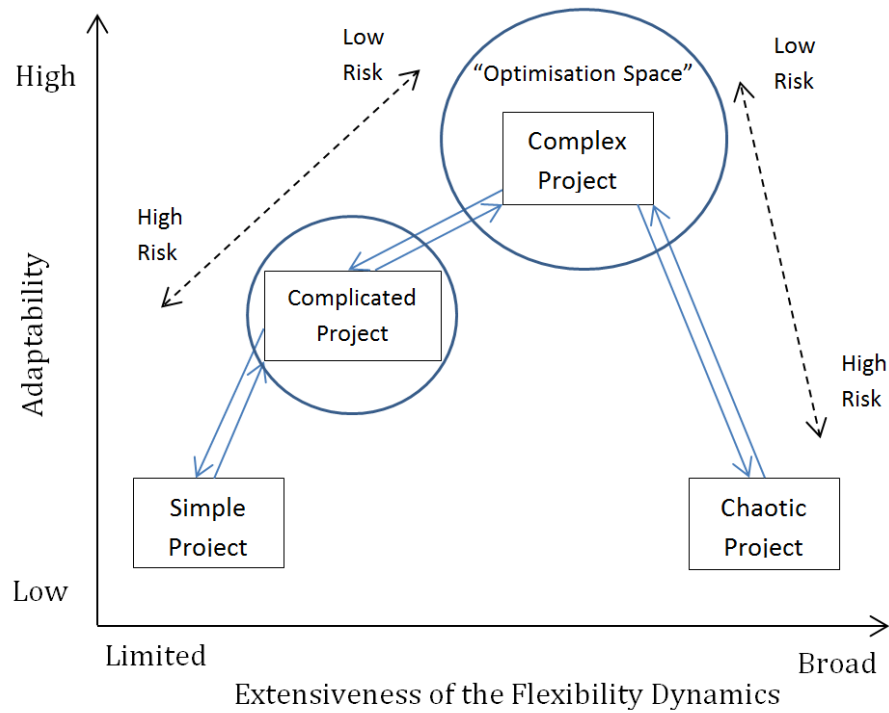 High
Low
Risk
“Optimisation Space”
Low
Risk
Complex
Project
High
Risk
Complicated
Project
Adaptability
High
Risk
Simple
Project
Chaotic
Project
Low
Limited
Broad
Extensiveness of the Flexibility Dynamics